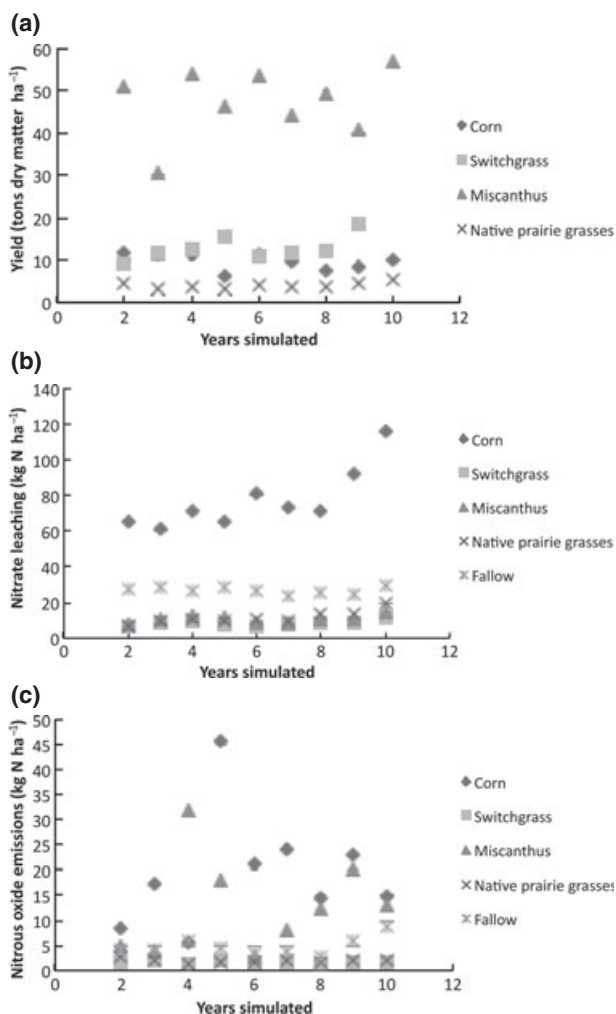 (a)
60
50
40
30
20
10
0
Yield (tons dry matter ha⁻¹)
0 2 4 6 8 10 12
Years simulated
Corn
Switchgrass
Miscanthus
Native prairie grasses
(b)
140
120
100
80
60
40
20
0
Nitrate leaching (kg N ha⁻¹)
0 2 4 6 8 10 12
Years simulated
Corn
Switchgrass
Miscanthus
Native prairie grasses
Fallow
(c)
50
45
40
35
30
25
20
15
10
5
0
Nitrous oxide emissions (kg N ha⁻¹)
0 2 4 6 8 10 12
Years simulated
Corn
Switchgrass
Miscanthus
Native prairie grasses
Fallow